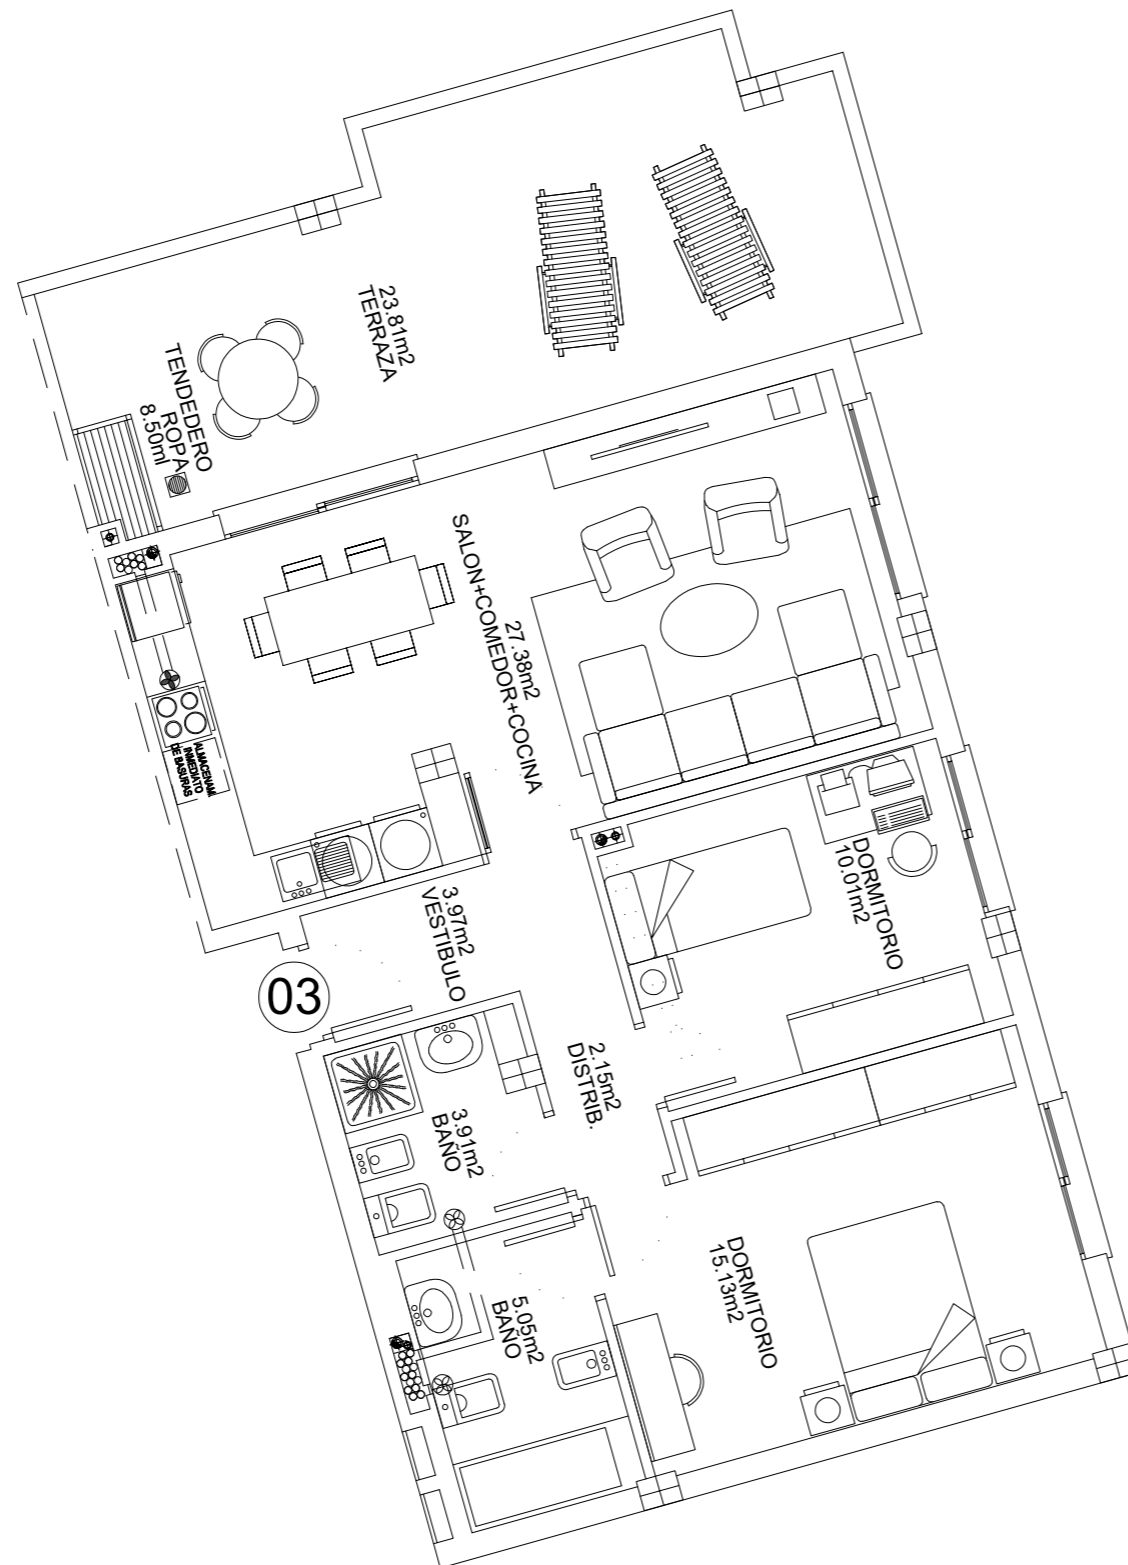 23.81m2
TERRAZA
TENDEDERO
ROPA
8.50ml
27.38m2
SALON+COMEDOR+COCINA
INMEDIATO
DE BASURAS
DORMITORIO
10.01m2
3.97m2
VESTIBULO
03
2.15m2
DISTRIB.
3.91m2
BAÑO
DORMITORIO
15.13m2
5.05m2
BAÑO